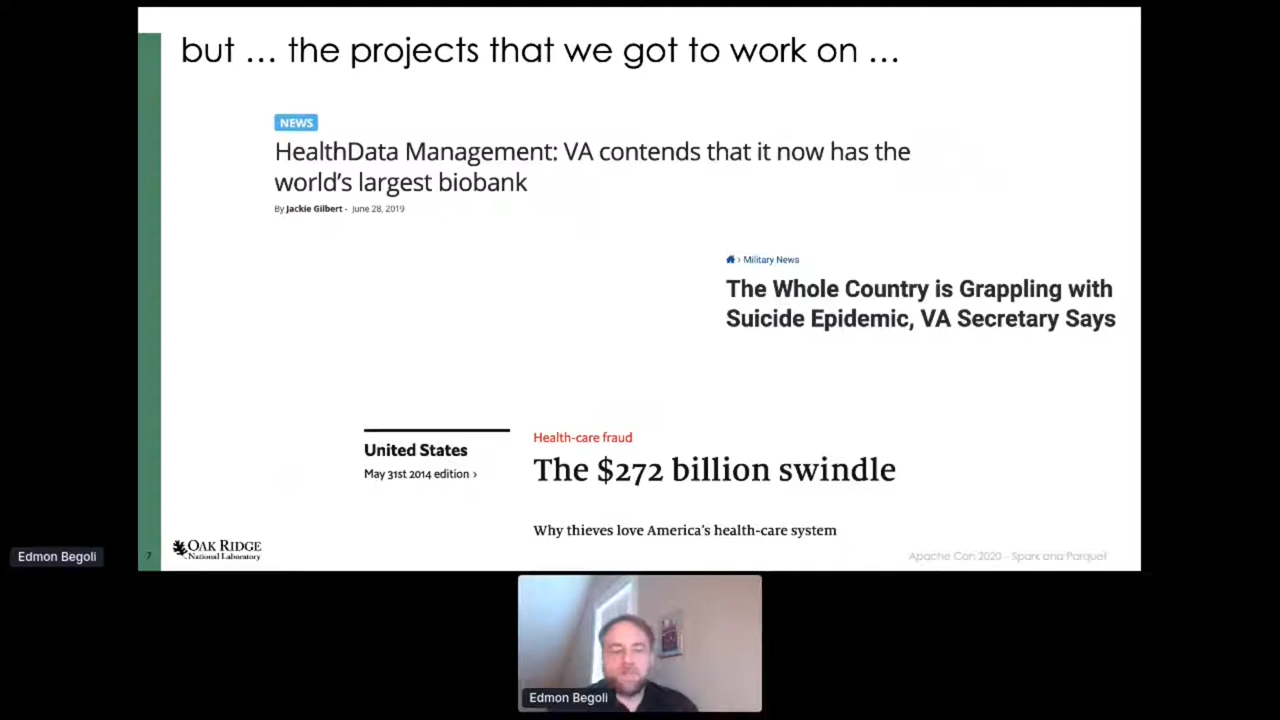 but ... the projects that we got to work on ...
NEWS
HealthData Management: VA contends that it now has the
world's largest biobank
By Jackie Gilbert - June 28, 2019
› Military News
The Whole Country is Grappling with
Suicide Epidemic, VA Secretary Says
United States
May 31st 2014 edition ›
Health-care fraud
The $272 billion swindle
Why thieves love America's health-care system
7
OAK RIDGE
National Laboratory
Apache Con 2020 – Spark and Parquet
Edmon Begoli
Edmon Begoli